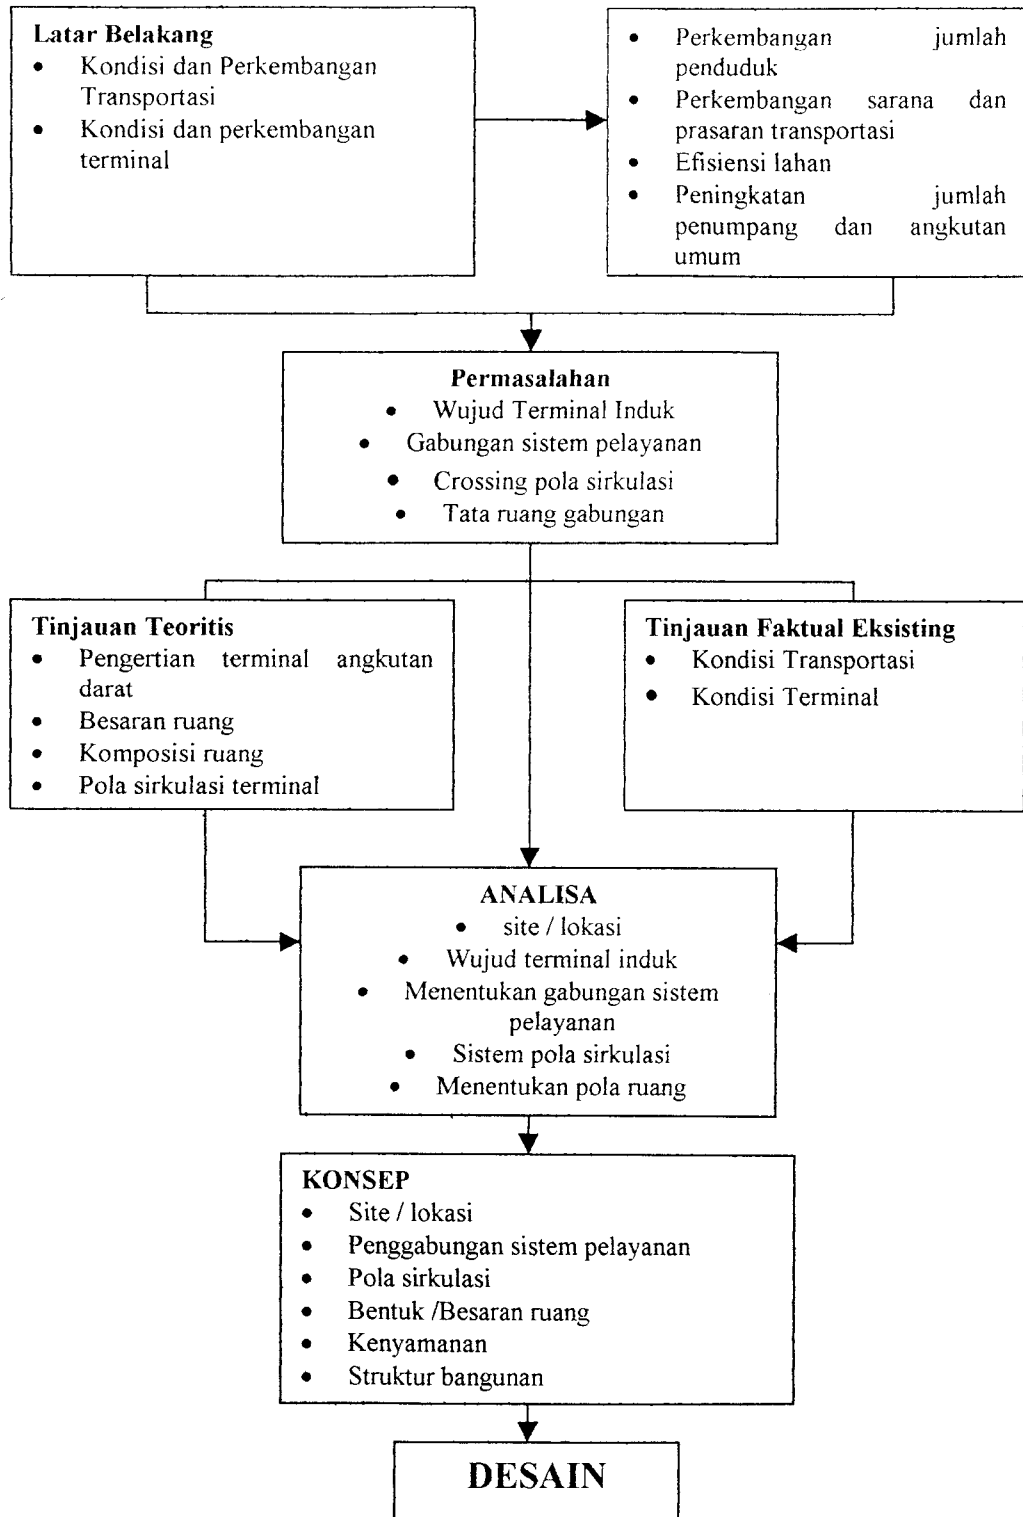 Latar Belakang
• Kondisi dan Perkembangan
Transportasi
• Kondisi dan perkembangan
terminal
• Perkembangan jumlah
penduduk
• Perkembangan sarana dan
prasaran transportasi
• Efisiensi lahan
• Peningkatan jumlah
penumpang dan angkutan
umum
Permasalahan
• Wujud Terminal Induk
• Gabungan sistem pelayanan
• Crossing pola sirkulasi
• Tata ruang gabungan
Tinjauan Teoritis
• Pengertian terminal angkutan
darat
• Besaran ruang
• Komposisi ruang
• Pola sirkulasi terminal
Tinjauan Faktual Eksisting
• Kondisi Transportasi
• Kondisi Terminal
ANALISA
• site / lokasi
• Wujud terminal induk
• Menentukan gabungan sistem
pelayanan
• Sistem pola sirkulasi
• Menentukan pola ruang
KONSEP
• Site / lokasi
• Penggabungan sistem pelayanan
• Pola sirkulasi
• Bentuk /Besaran ruang
• Kenyamanan
• Struktur bangunan
DESAIN